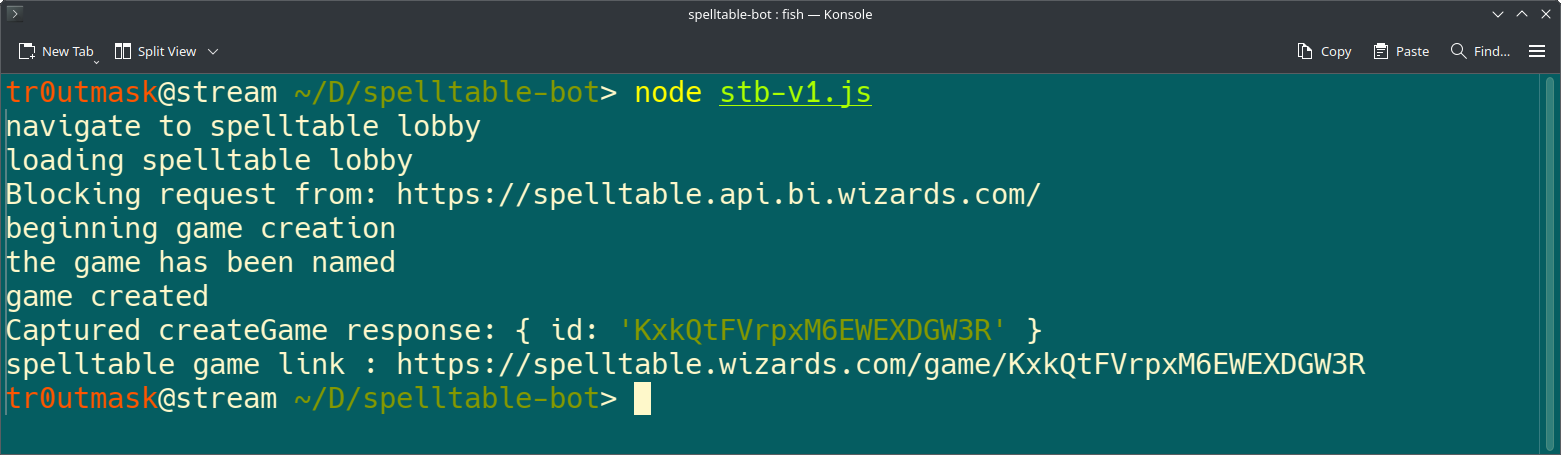 spelltable-bot : fish — Konsole
New Tab Split View Copy Paste Find...
tr0utmask@stream ~/D/spelltable-bot> node stb-v1.js
navigate to spelltable lobby
loading spelltable lobby
Blocking request from: https://spelltable.api.bi.wizards.com/
beginning game creation
the game has been named
game created
Captured createGame response: { id: 'KxkQtFVrpxM6EWEXDGW3R' }
spelltable game link : https://spelltable.wizards.com/game/KxkQtFVrpxM6EWEXDGW3R
tr0utmask@stream ~/D/spelltable-bot>